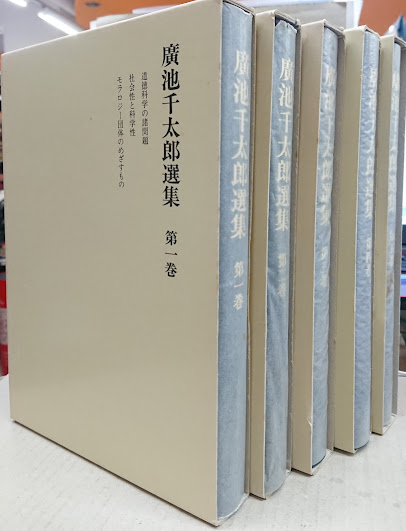 廣池千太郎選集 第一巻
道徳科学の諸問題
社会性と科学性
モラロジー団体のめざすもの
廣池千太郎選集 第一巻
廣池千太郎選集
廣池千太郎選集